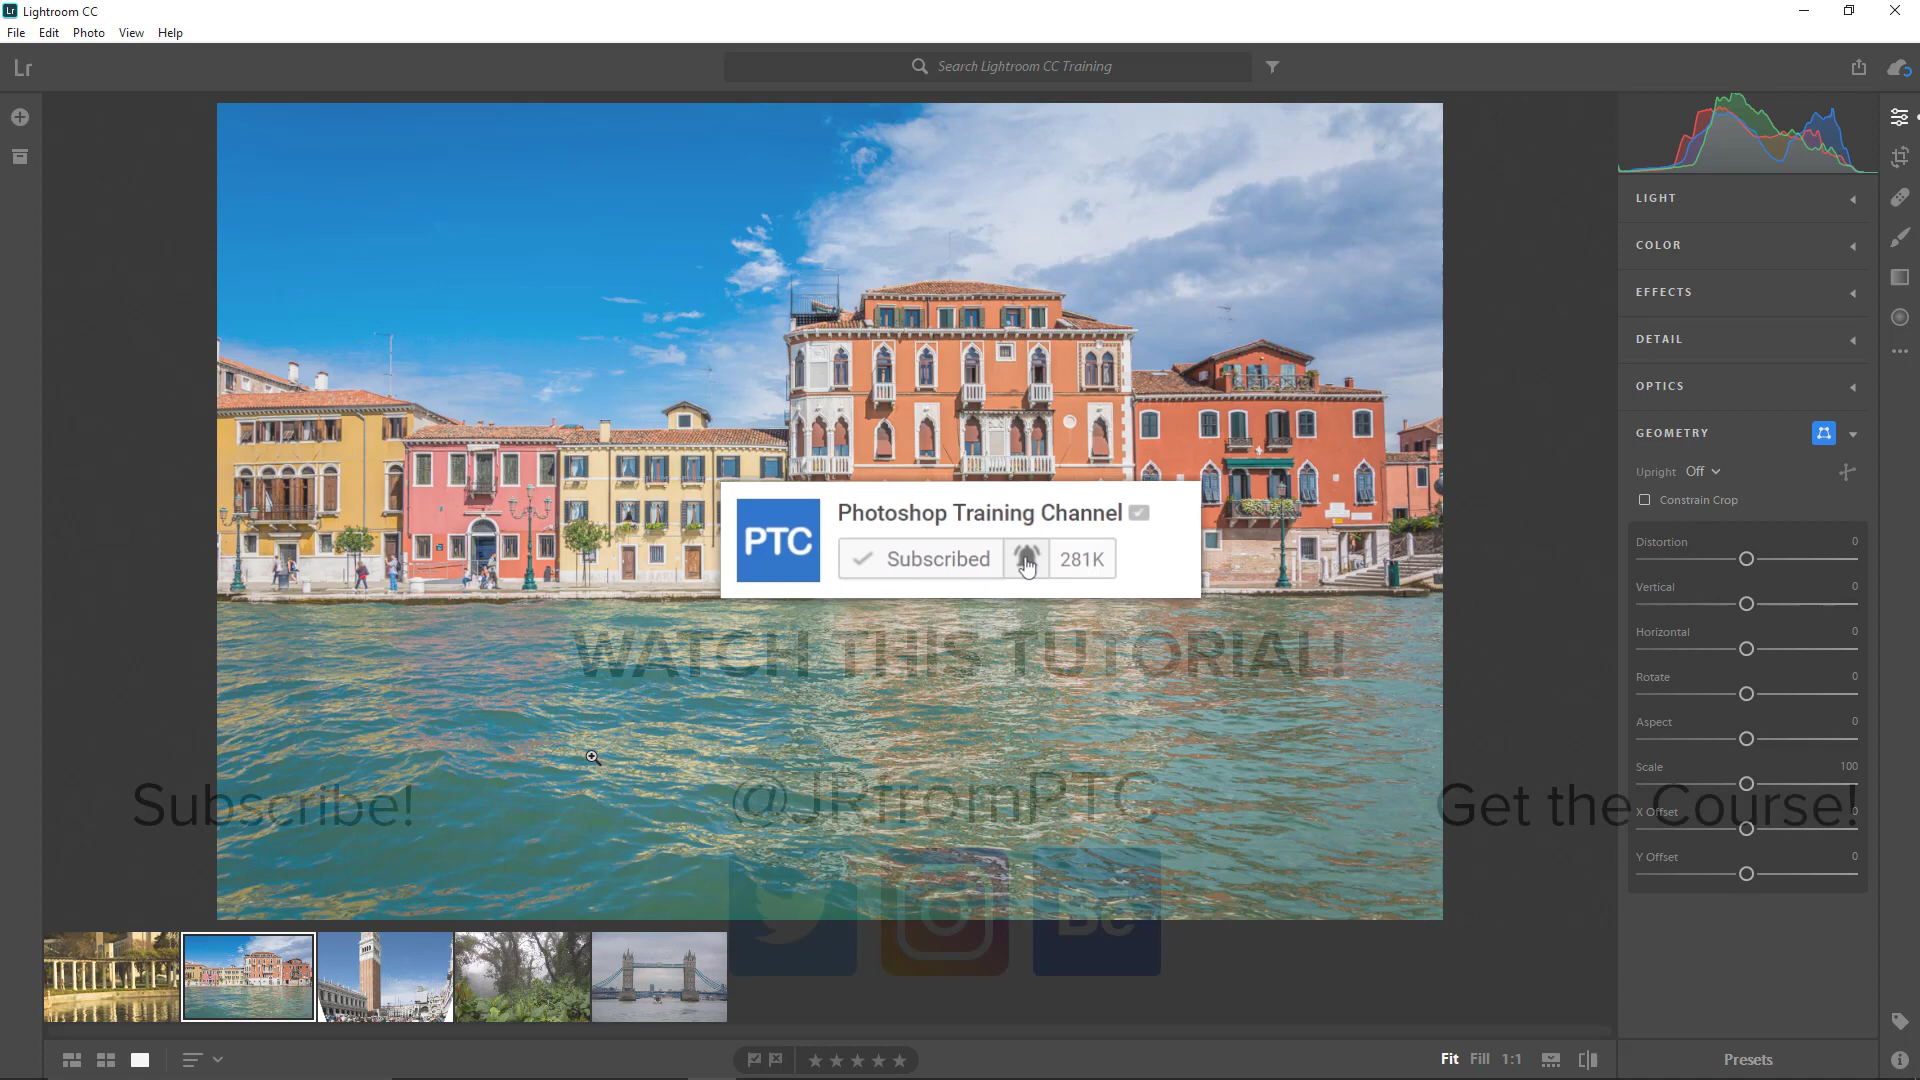 Lr Lightroom CC
File Edit Photo View Help
Lr
Search Lightroom CC Training
LIGHT
COLOR
EFFECTS
DETAIL
OPTICS
GEOMETRY
Upright Off
Constrain Crop
Distortion 0
Vertical 0
Horizontal 0
Rotate 0
Aspect 0
Scale 100
X Offset 0
Y Offset 0
PTC
Photoshop Training Channel
Subscribed 281K
WATCH THIS TUTORIAL!
Subscribe!
@JRfromPTC
Get the Course!
Be
Fit Fill 1:1
Presets